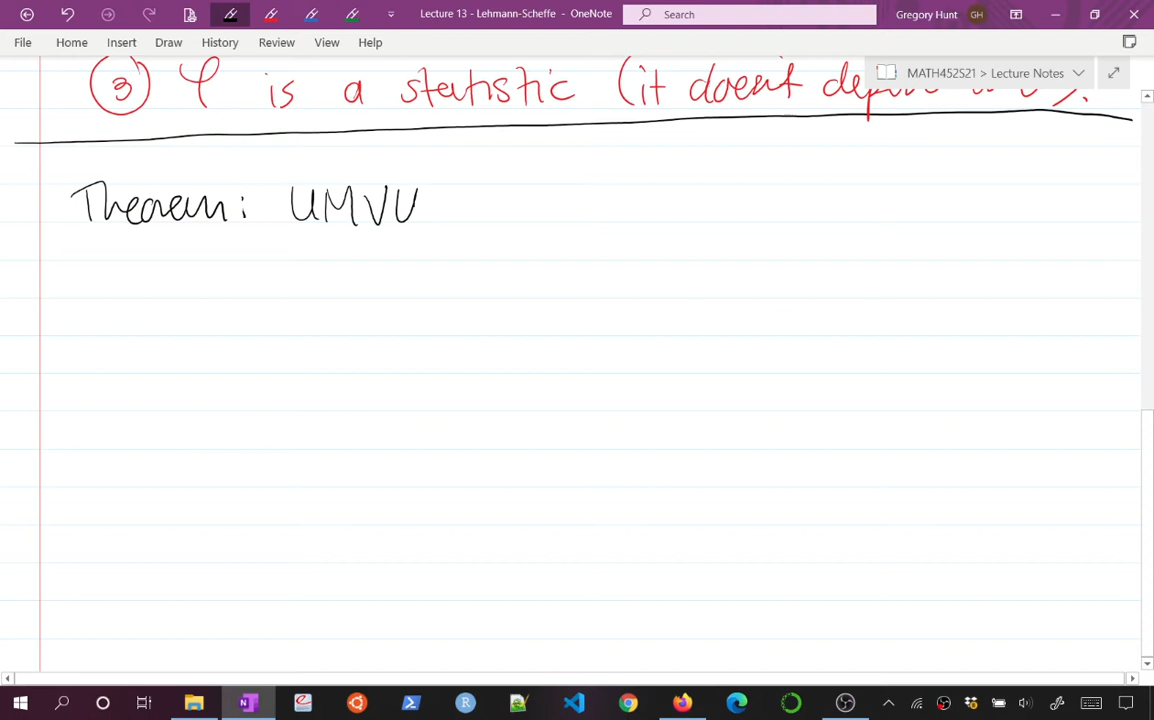 Lecture 13 - Lehmann-Scheffe - OneNote
Search
Gregory Hunt GH
File Home Insert Draw History Review View Help
MATH452S21 > Lecture Notes
③ φ is a statistic (it doesn't
Theorem: UMVU